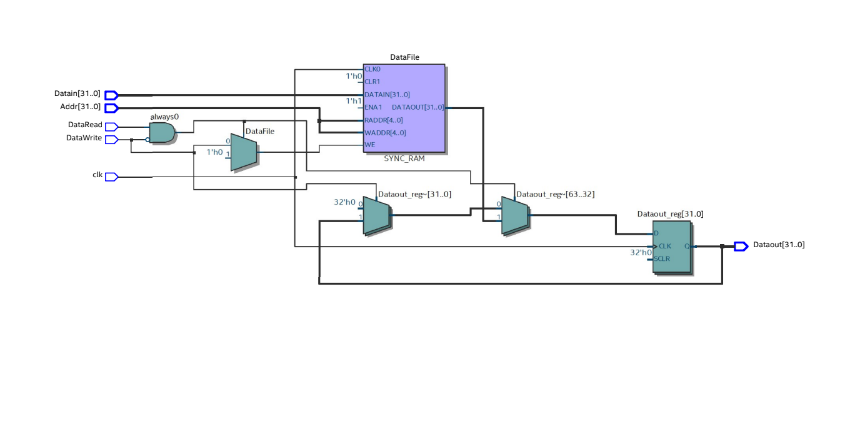 DataFile
CLK0
1'h0
CLR1
Datain[31..0]
DATAIN[31..0]
1'h1
Addr[31..0]
ENA1 DATAOUT[31..0]
always0
RADDR[4..0]
DataRead
DataFile
WADDR[4..0]
DataWrite
0
WE
1'h0
1
SYNC_RAM
clk
Dataout_reg~[31..0]
Dataout_reg~[63..32]
32'h0
0
0
1
1
Dataout_reg[31.0]
D
CLK
Q
Dataout[31..0]
32'h0
SCLR